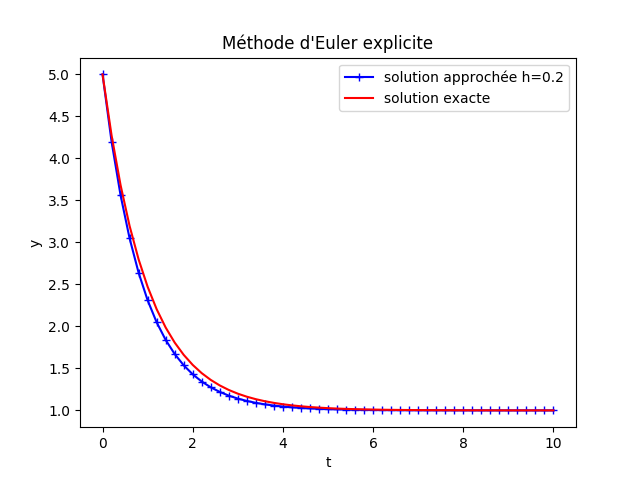 Méthode d'Euler explicite
solution approchée h=0.2
solution exacte
5.0
4.5
4.0
3.5
3.0
2.5
2.0
1.5
1.0
y
0 2 4 6 8 10
t